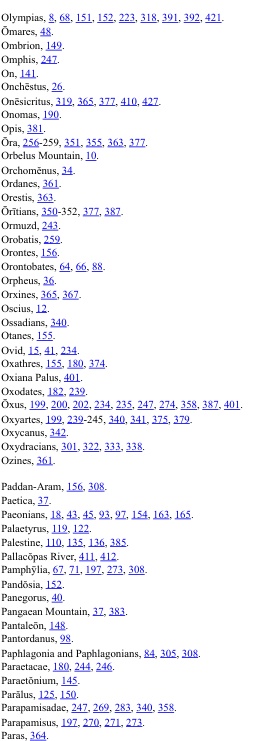 Olympias, 8, 68, 151, 152, 223, 318, 391, 392, 421.
Ōmares, 48.
Ombrion, 149.
Omphis, 247.
On, 141.
Onchēstus, 26.
Onēsicritus, 319, 365, 377, 410, 427.
Onomas, 190.
Opis, 381.
Ōra, 256-259, 351, 355, 363, 377.
Orbelus Mountain, 10.
Orchomēnus, 34.
Ordanes, 361.
Orestis, 363.
Ōrītians, 350-352, 377, 387.
Ormuzd, 243.
Orobatis, 259.
Orontes, 156.
Orontobates, 64, 66, 88.
Orpheus, 36.
Orxines, 365, 367.
Oscius, 12.
Ossadians, 340.
Otanes, 155.
Ovid, 15, 41, 234.
Oxathres, 155, 180, 374.
Oxiana Palus, 401.
Oxodates, 182, 239.
Ōxus, 199, 200, 202, 234, 235, 247, 274, 358, 387, 401.
Oxyartes, 199, 239-245, 340, 341, 375, 379.
Oxycanus, 342.
Oxydracians, 301, 322, 333, 338.
Ozines, 361.
Paddan-Aram, 156, 308.
Paetica, 37.
Paeonians, 18, 43, 45, 93, 97, 154, 163, 165.
Palaetyrus, 119, 122.
Palestine, 110, 135, 136, 385.
Pallacōpas River, 411, 412.
Pamphȳlia, 67, 71, 197, 273, 308.
Pandōsia, 152.
Panegorus, 40.
Pangaean Mountain, 37, 383.
Pantaleōn, 148.
Pantordanus, 98.
Paphlagonia and Paphlagonians, 84, 305, 308.
Paraetacae, 180, 244, 246.
Paraetōnium, 145.
Parālus, 125, 150.
Parapamisadae, 247, 269, 283, 340, 358.
Parapamisus, 197, 270, 271, 273.
Paras, 364.